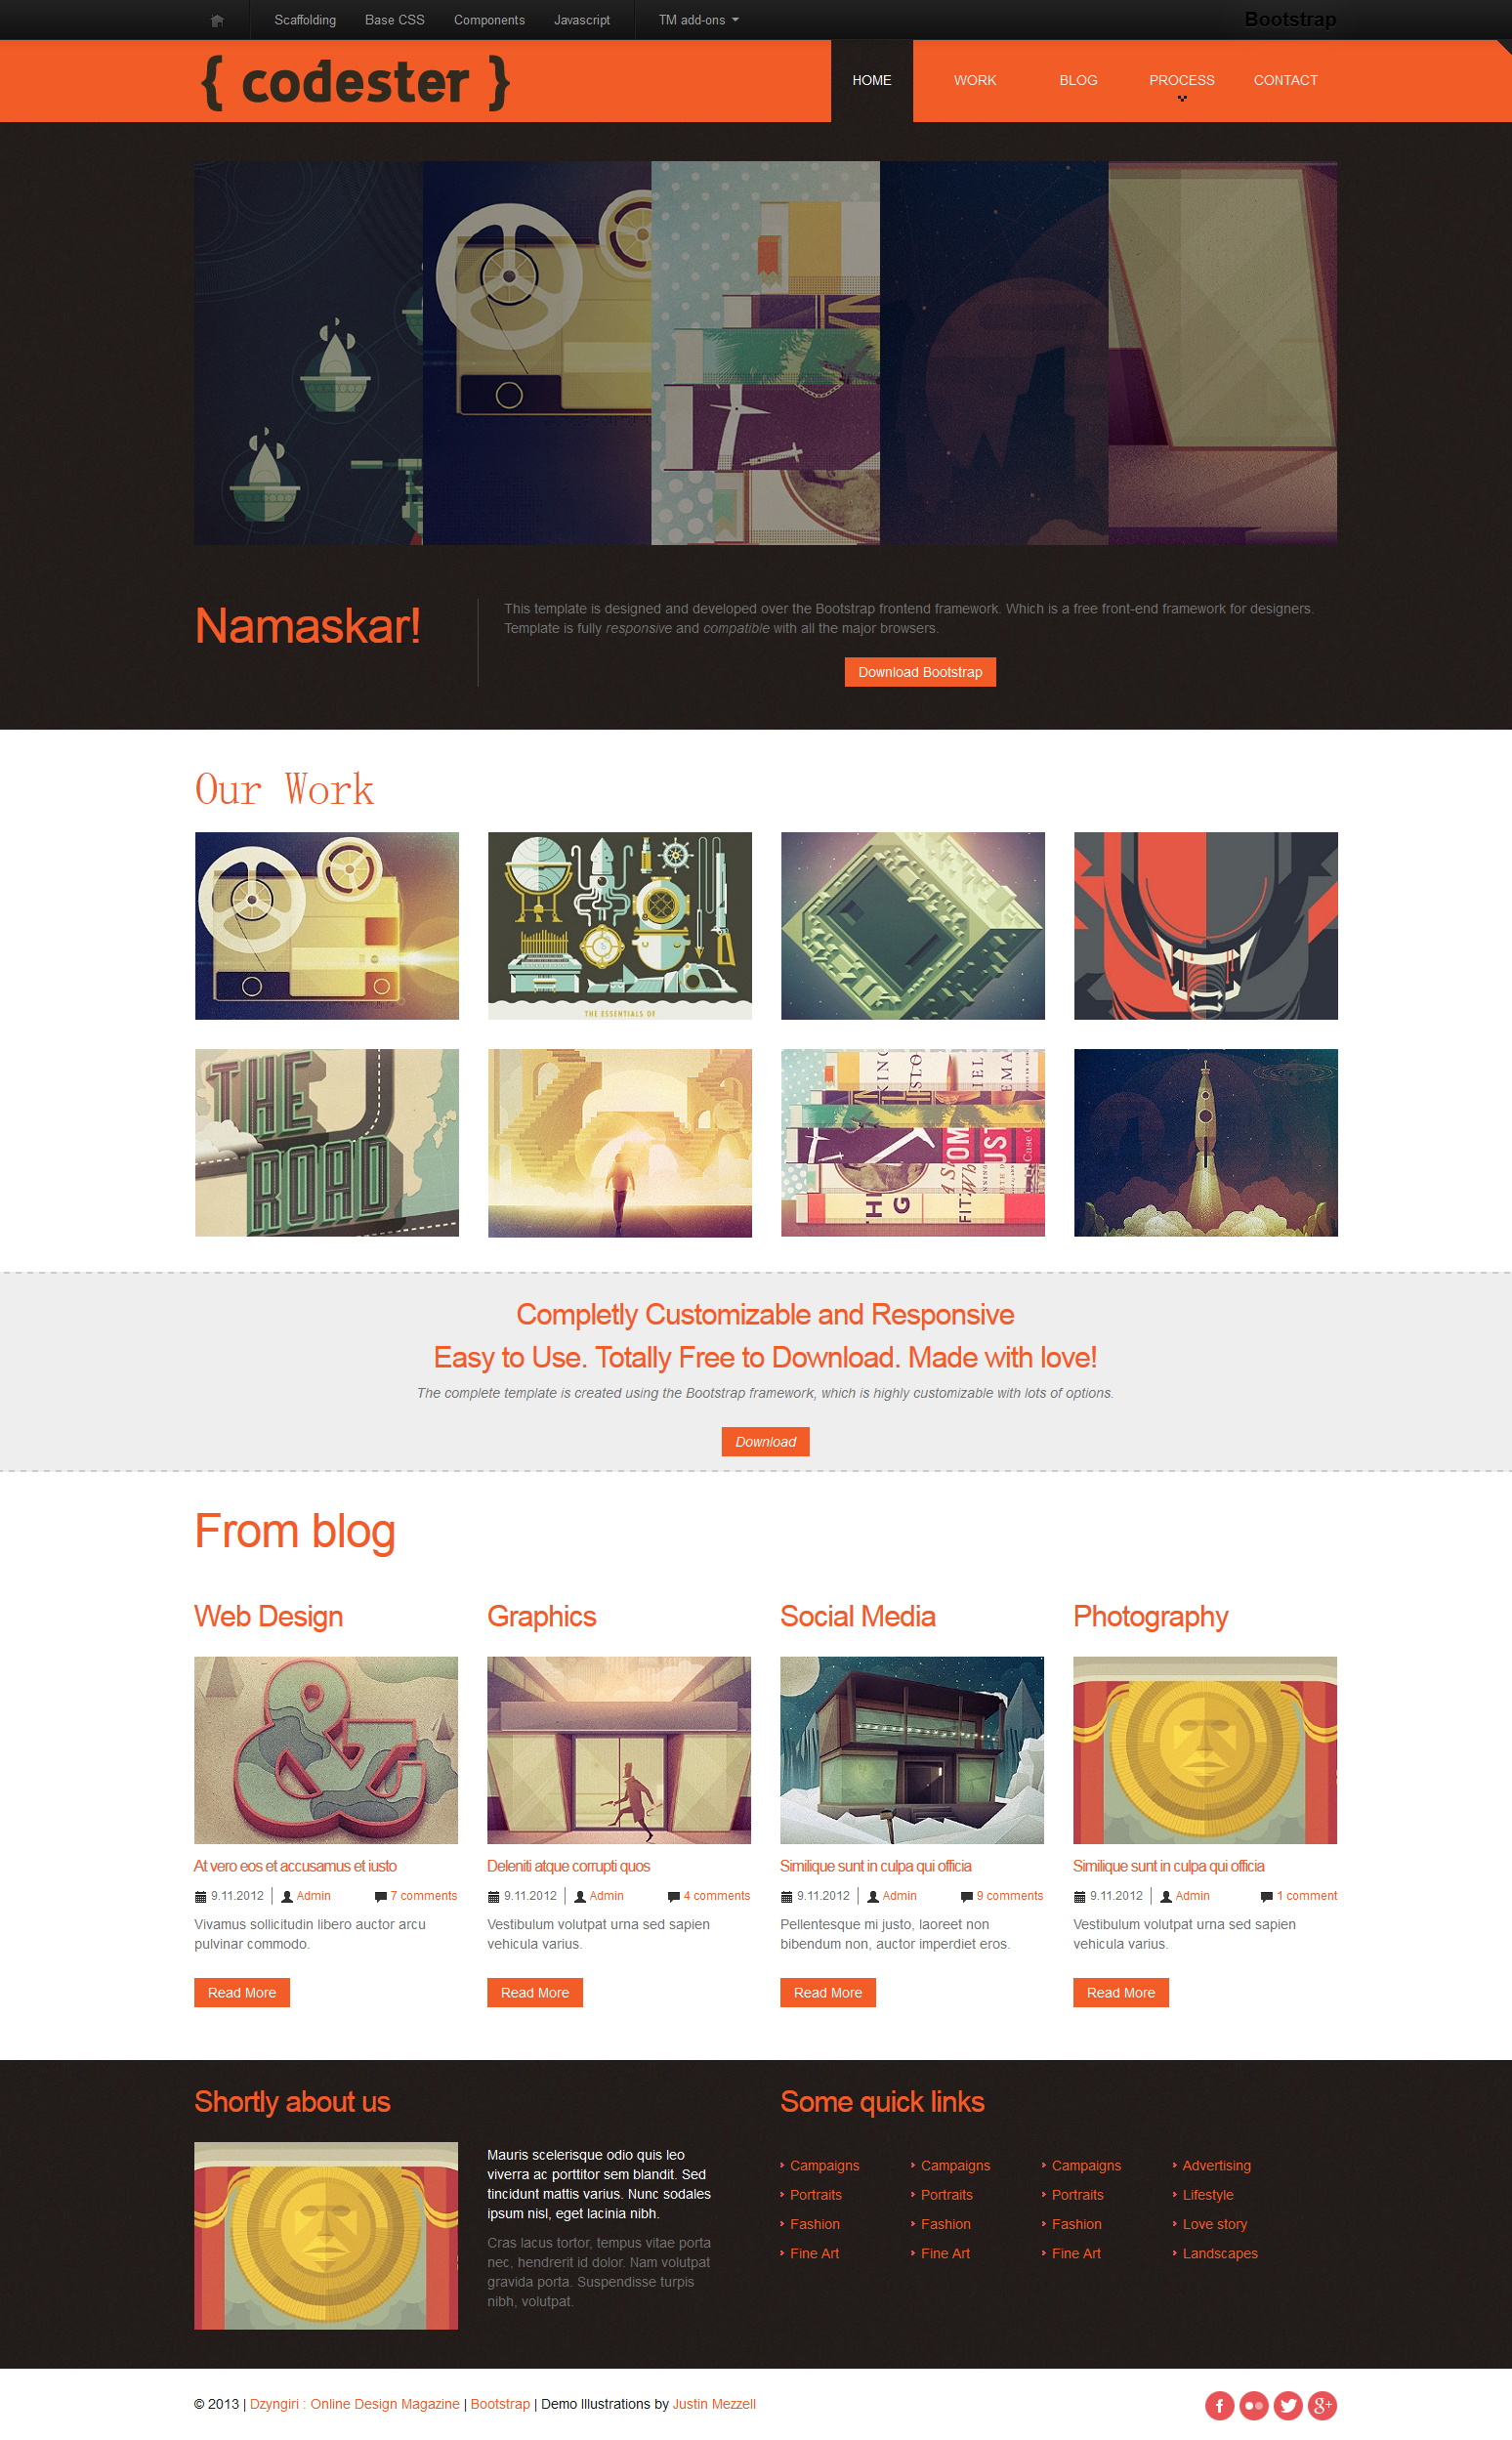 Scaffolding Base CSS Components Javascript TM add-ons Bootstrap
{ codester }
HOME WORK BLOG PROCESS CONTACT
Namaskar!
This template is designed and developed over the Bootstrap frontend framework. Which is a free front-end framework for designers.
Template is fully responsive and compatible with all the major browsers.
Download Bootstrap
Our Work
THE ESSENTIALS OF
THE
ROAD
Completly Customizable and Responsive
Easy to Use. Totally Free to Download. Made with love!
The complete template is created using the Bootstrap framework, which is highly customizable with lots of options.
Download
From blog
Web Design
Graphics
Social Media
Photography
&
At vero eos et accusamus et iusto
9.11.2012 | Admin 7 comments
Vivamus sollicitudin libero auctor arcu
pulvinar commodo.
Read More
Deleniti atque corrupti quos
9.11.2012 | Admin 4 comments
Vestibulum volutpat urna sed sapien
vehicula varius.
Read More
Similique sunt in culpa qui officia
9.11.2012 | Admin 9 comments
Pellentesque mi justo, laoreet non
bibendum non, auctor imperdiet eros.
Read More
Similique sunt in culpa qui officia
9.11.2012 | Admin 1 comment
Vestibulum volutpat urna sed sapien
vehicula varius.
Read More
Shortly about us
Mauris scelerisque odio quis leo
viverra ac porttitor sem blandit. Sed
tincidunt mattis varius. Nunc sodales
ipsum nisl, eget lacinia nibh.
Cras lacus tortor, tempus vitae porta
nec, hendrerit id dolor. Nam volutpat
gravida porta. Suspendisse turpis
nibh, volutpat.
Some quick links
Campaigns Campaigns Campaigns Advertising
Portraits Portraits Portraits Lifestyle
Fashion Fashion Fashion Love story
Fine Art Fine Art Fine Art Landscapes
© 2013 | Dzyngiri : Online Design Magazine | Bootstrap | Demo Illustrations by Justin Mezzell